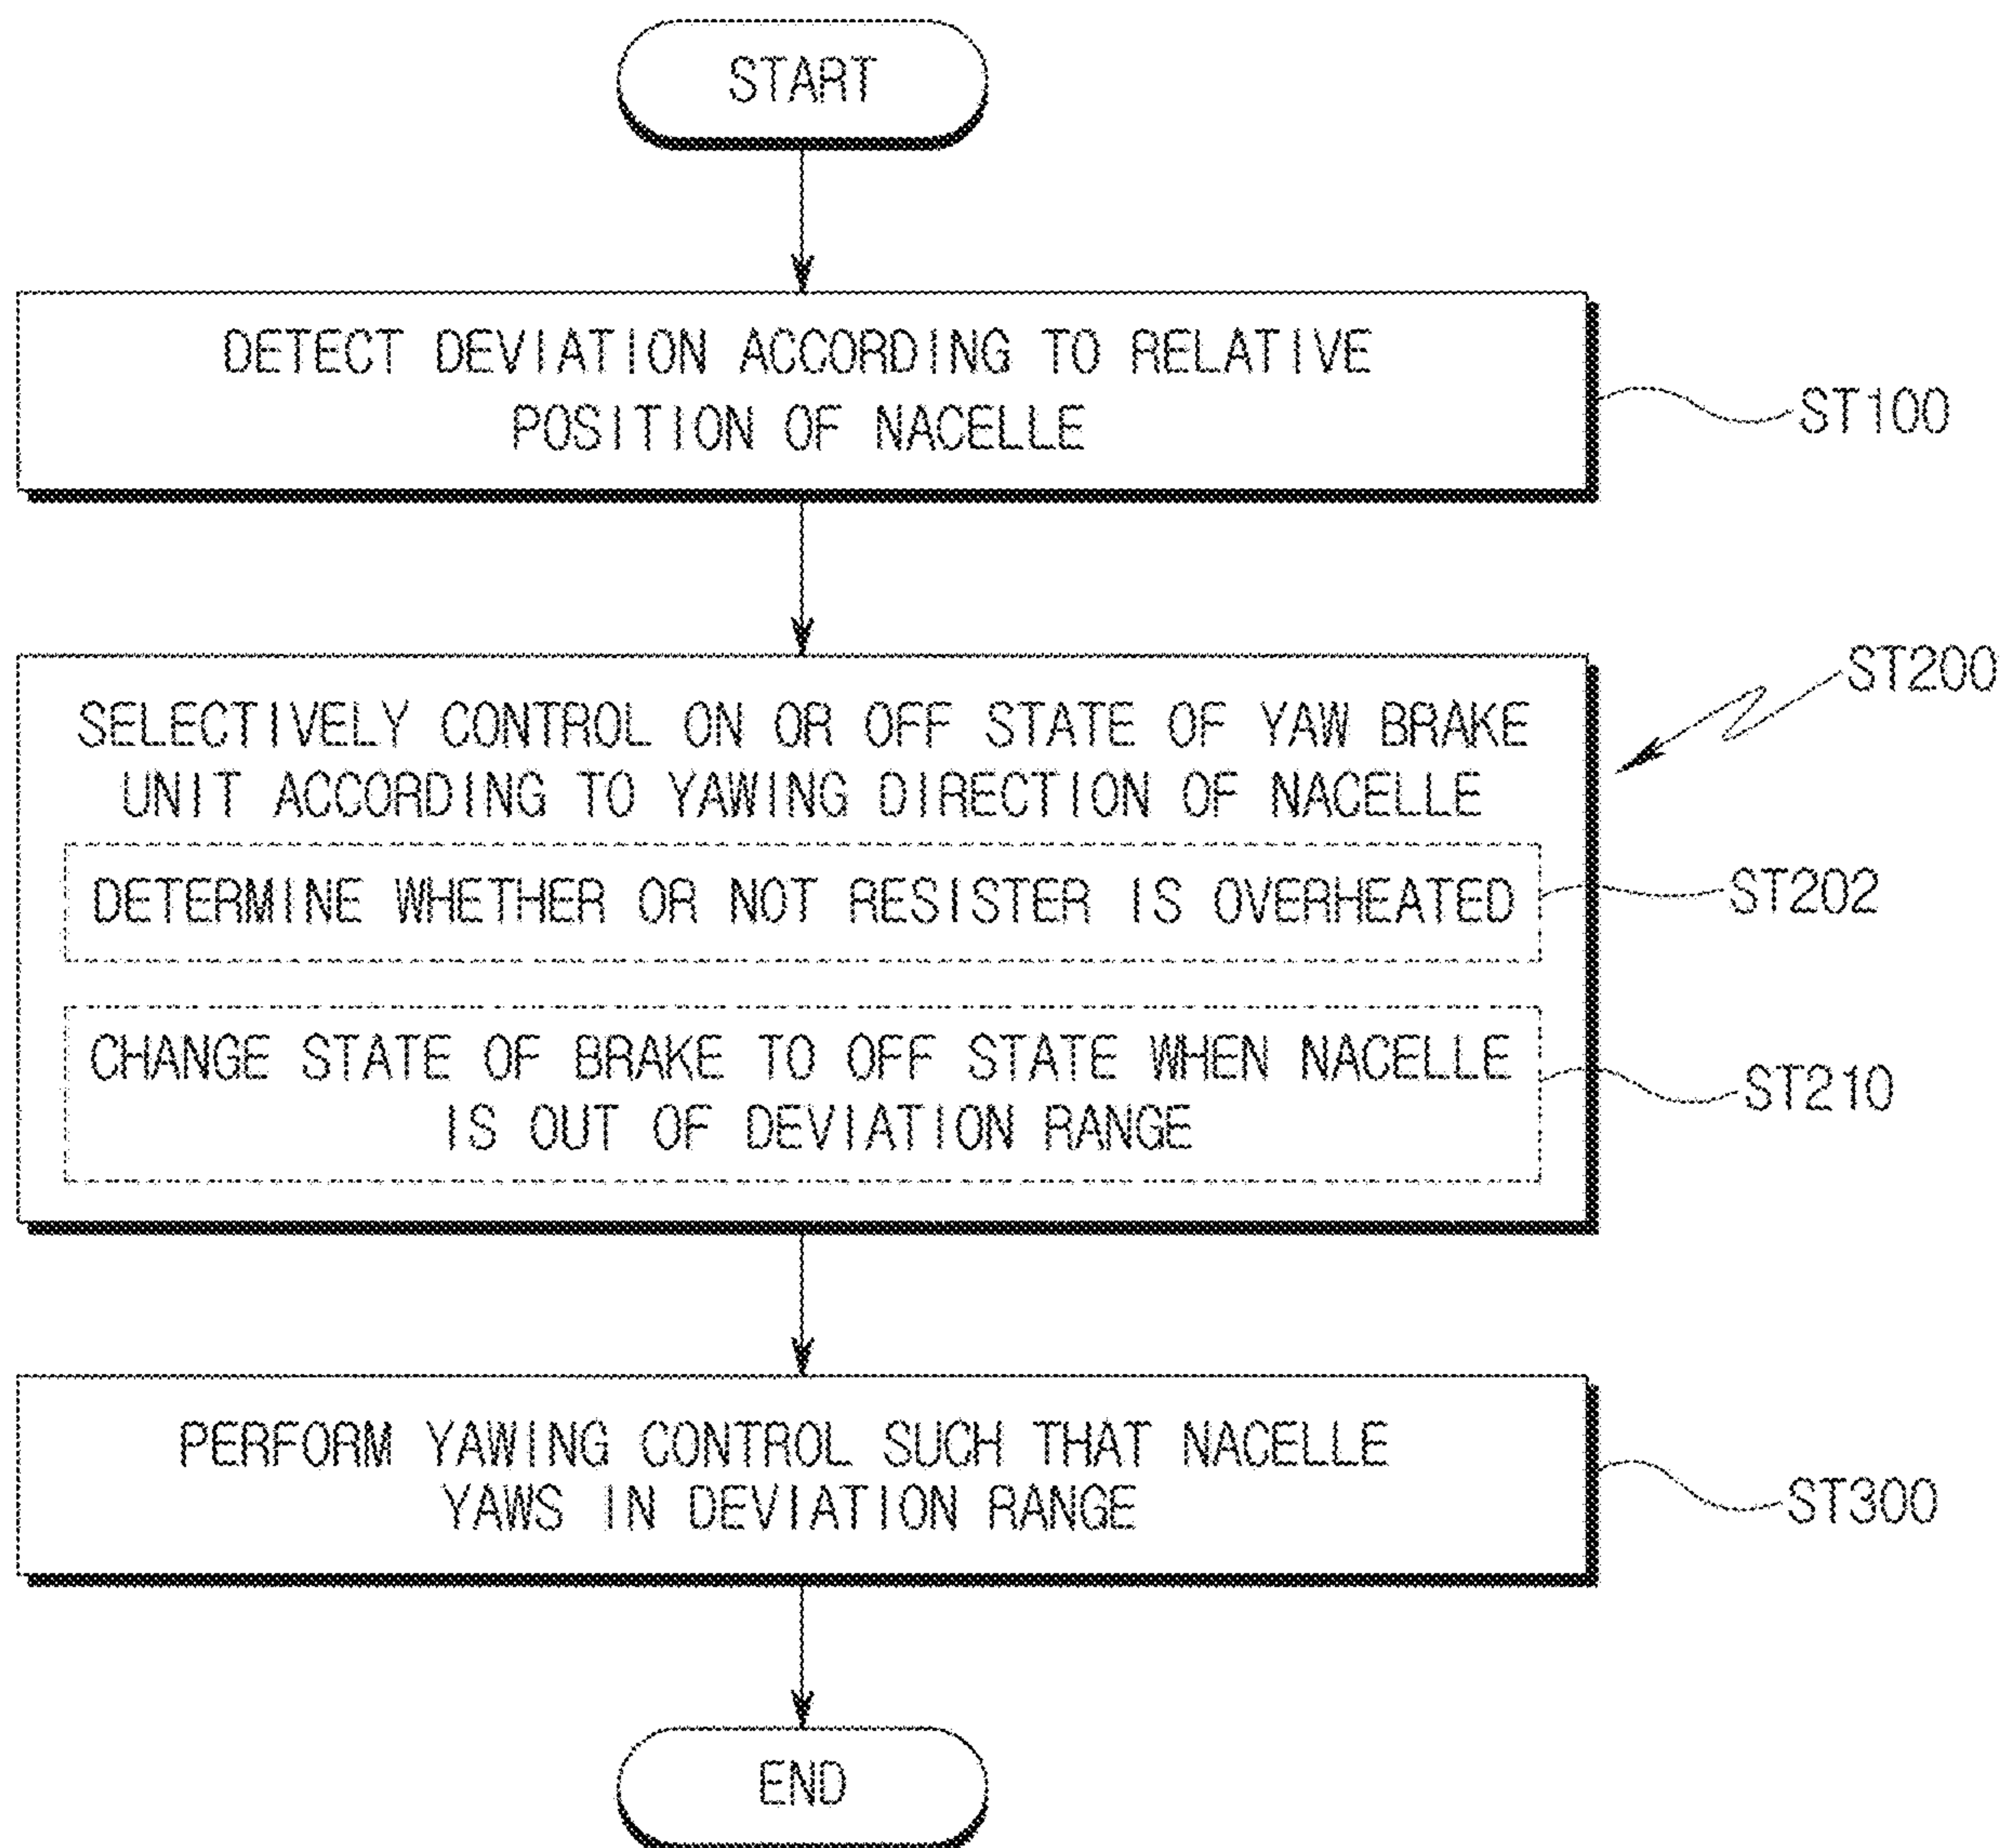 START
DETECT DEVIATION ACCORDING TO RELATIVE
POSITION OF NACELLE
ST100
ST200
SELECTIVELY CONTROL ON OR OFF STATE OF YAW BRAKE
UNIT ACCORDING TO YAWING DIRECTION OF NACELLE
DETERMINE WHETHER OR NOT RESISTER IS OVERHEATED
ST202
CHANGE STATE OF BRAKE TO OFF STATE WHEN NACELLE
IS OUT OF DEVIATION RANGE
ST210
PERFORM YAWING CONTROL SUCH THAT NACELLE
YAWS IN DEVIATION RANGE
ST300
END